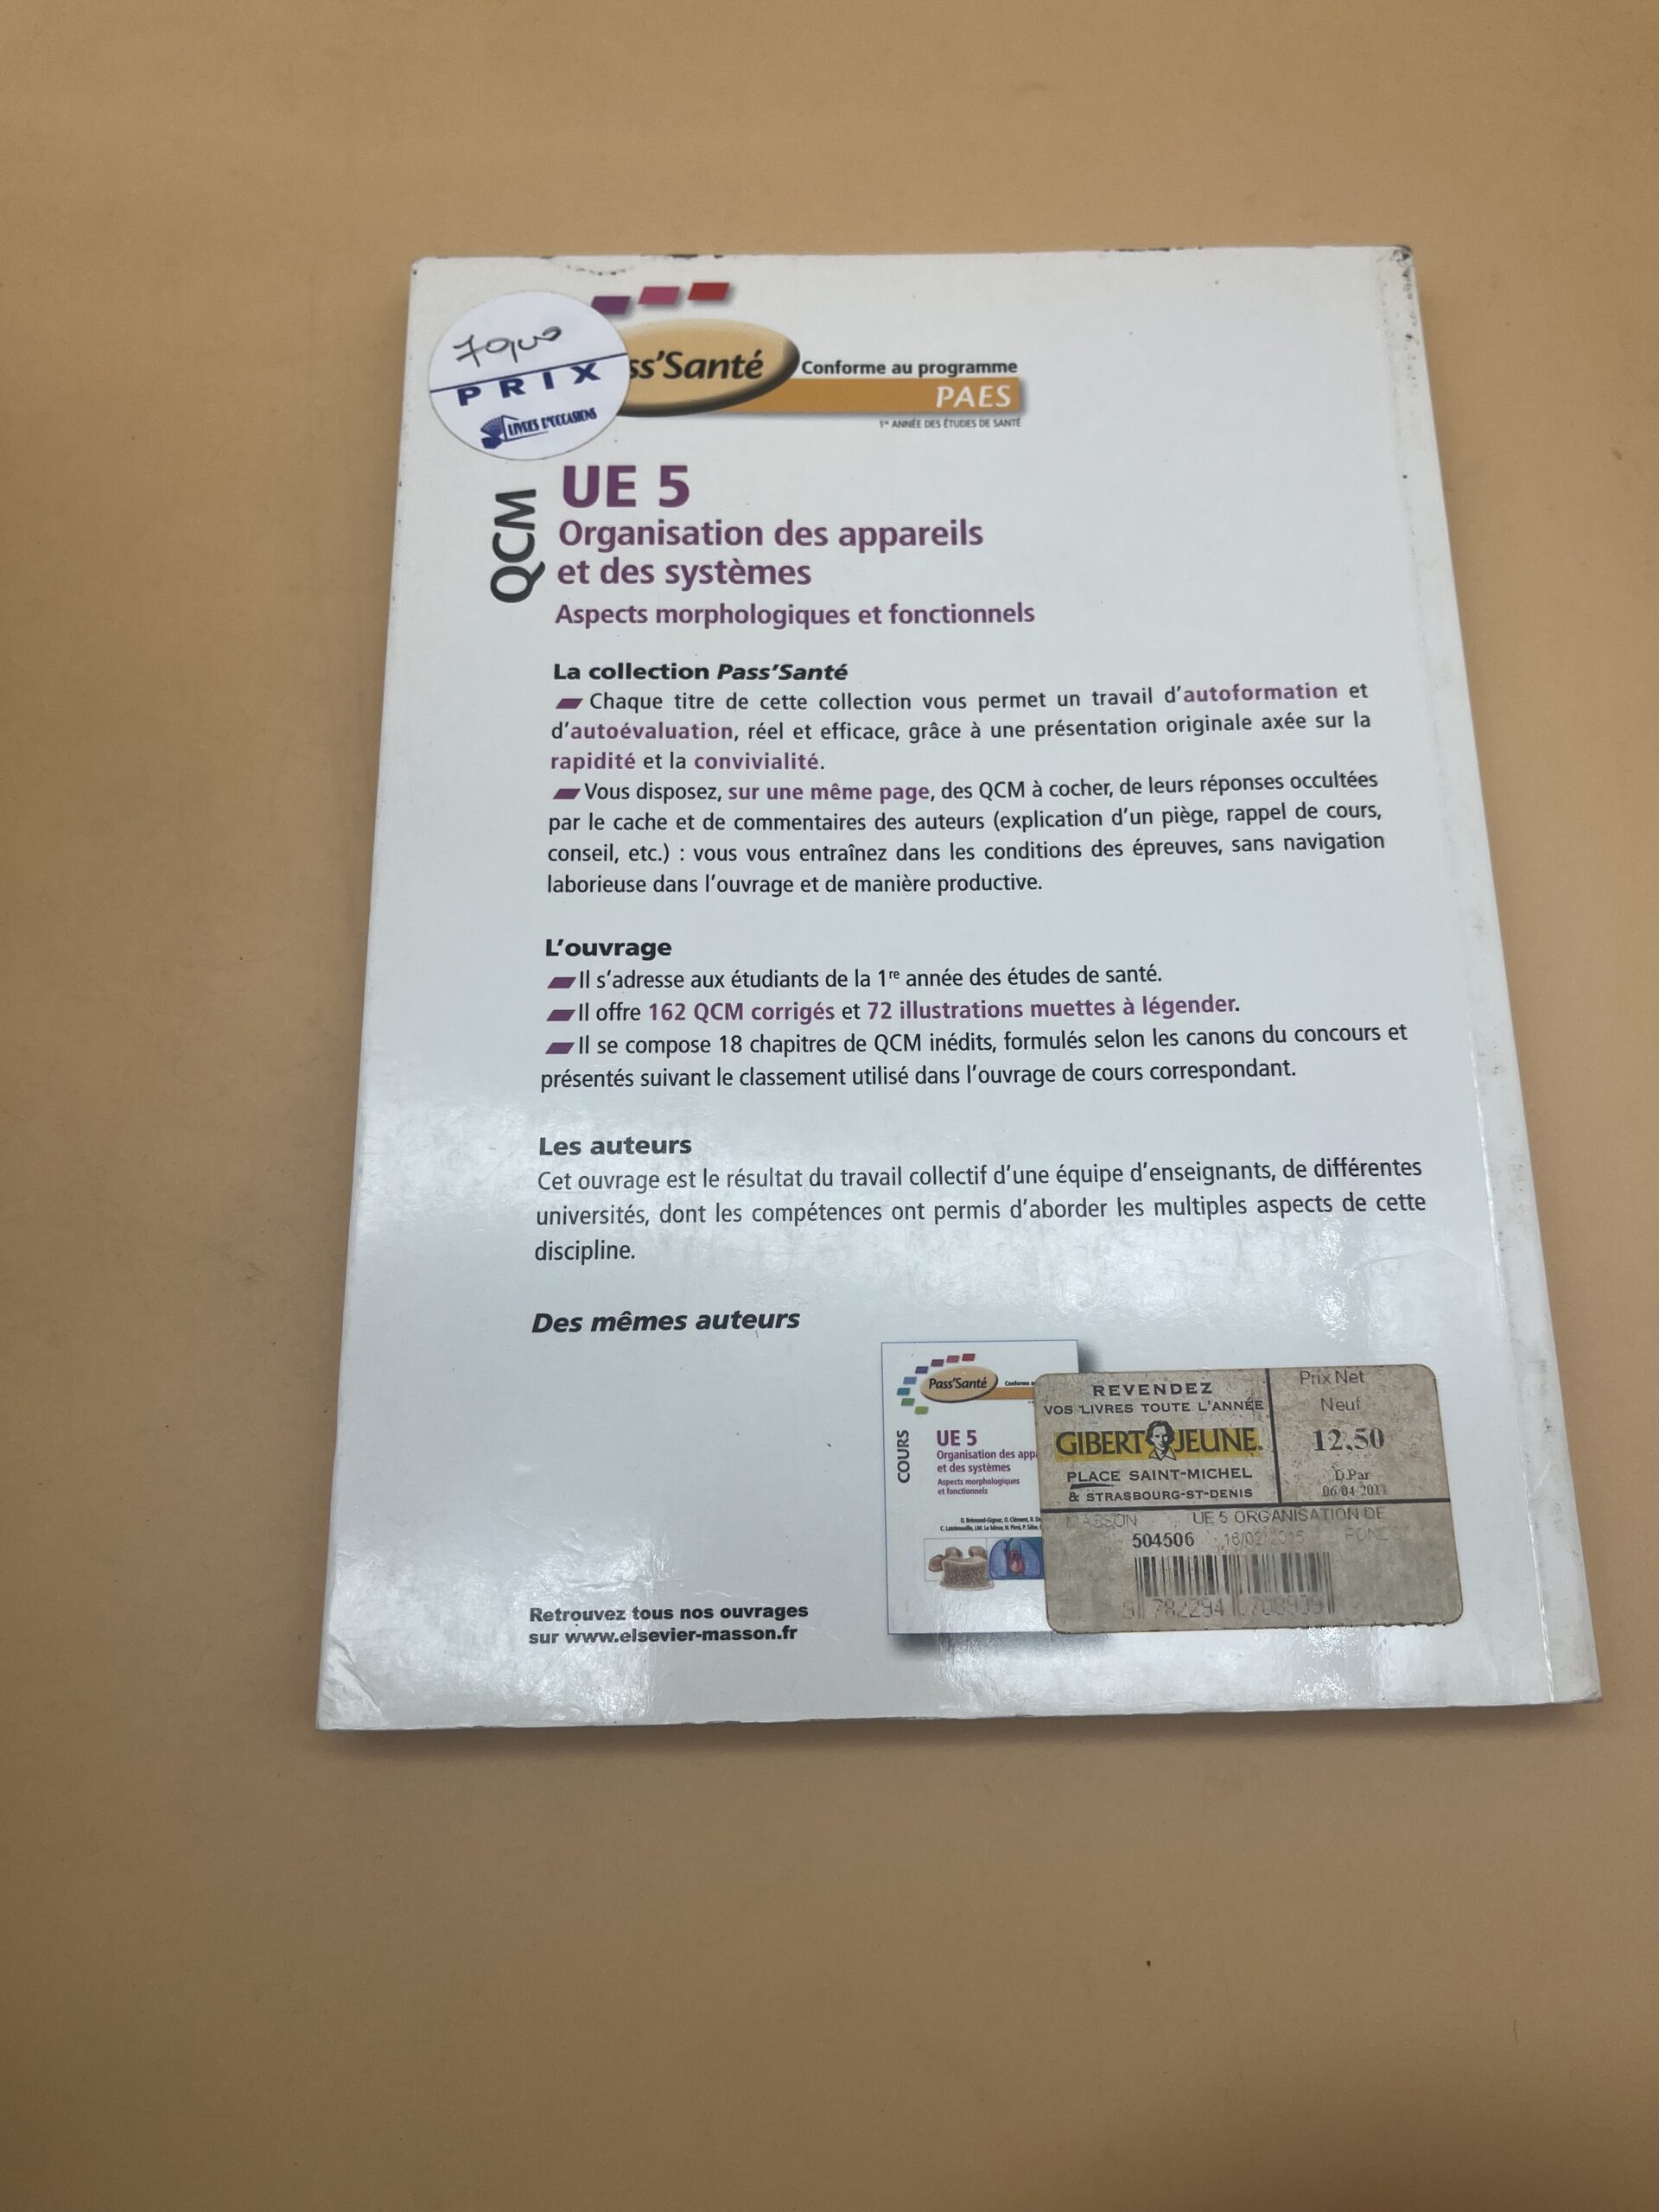 PRIX
LIVRES D'OCCASIONS
ss'Santé
Conforme au programme
PAES
1re ANNÉE DES ÉTUDES DE SANTÉ
QCM
UE 5
Organisation des appareils
et des systèmes
Aspects morphologiques et fonctionnels
La collection Pass'Santé
Chaque titre de cette collection vous permet un travail d'autoformation et
d'autoévaluation, réel et efficace, grâce à une présentation originale axée sur la
rapidité et la convivialité.
Vous disposez, sur une même page, des QCM à cocher, de leurs réponses occultées
par le cache et de commentaires des auteurs (explication d'un piège, rappel de cours,
conseil, etc.) : vous vous entraînez dans les conditions des épreuves, sans navigation
laborieuse dans l'ouvrage et de manière productive.
L'ouvrage
Il s'adresse aux étudiants de la 1re année des études de santé.
Il offre 162 QCM corrigés et 72 illustrations muettes à légender.
Il se compose 18 chapitres de QCM inédits, formulés selon les canons du concours et
présentés suivant le classement utilisé dans l'ouvrage de cours correspondant.
Les auteurs
Cet ouvrage est le résultat du travail collectif d'une équipe d'enseignants, de différentes
universités, dont les compétences ont permis d'aborder les multiples aspects de cette
discipline.
Des mêmes auteurs
Pass'Santé
COURS
UE 5
Organisation des app
et des systèmes
Aspects morphologiques
et fonctionnels
REVENDEZ
VOS LIVRES TOUTE L'ANNÉE
GIBERT JEUNE
PLACE SAINT-MICHEL
& STRASBOURG-ST-DENIS
Prix Net
Neuf
12,50
D.Par
MASSON UE 5 ORGANISATION DE
504506
Retrouvez tous nos ouvrages
sur www.elsevier-masson.fr